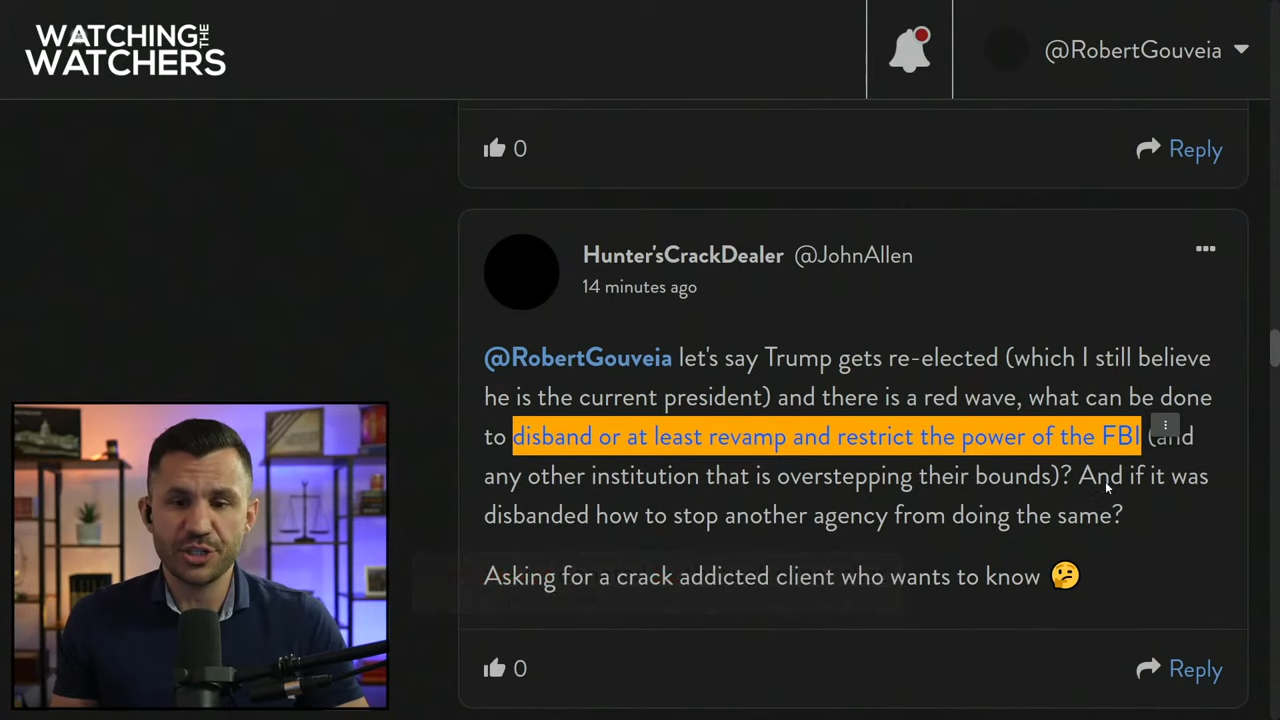 WATCHING THE
WATCHERS
@RobertGouveia
0
Reply
Hunter'sCrackDealer @JohnAllen
14 minutes ago
@RobertGouveia let's say Trump gets re-elected (which I still believe
he is the current president) and there is a red wave, what can be done
to disband or at least revamp and restrict the power of the FBI (and
any other institution that is overstepping their bounds)? And if it was
disbanded how to stop another agency from doing the same?
Asking for a crack addicted client who wants to know 🤔
0
Reply